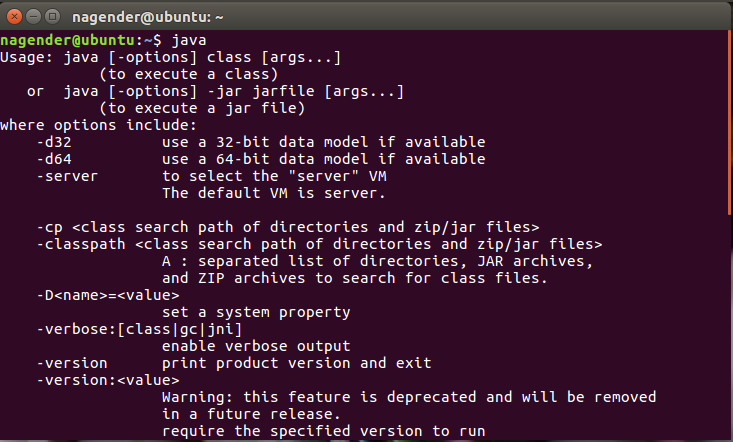 nagender@ubuntu: ~
nagender@ubuntu:~$ java
Usage: java [-options] class [args...]
           (to execute a class)
   or  java [-options] -jar jarfile [args...]
           (to execute a jar file)
where options include:
    -d32          use a 32-bit data model if available
    -d64          use a 64-bit data model if available
    -server       to select the "server" VM
                  The default VM is server.

    -cp <class search path of directories and zip/jar files>
    -classpath <class search path of directories and zip/jar files>
                  A : separated list of directories, JAR archives,
                  and ZIP archives to search for class files.
    -D<name>=<value>
                  set a system property
    -verbose:[class|gc|jni]
                  enable verbose output
    -version      print product version and exit
    -version:<value>
                  Warning: this feature is deprecated and will be removed
                  in a future release.
                  require the specified version to run